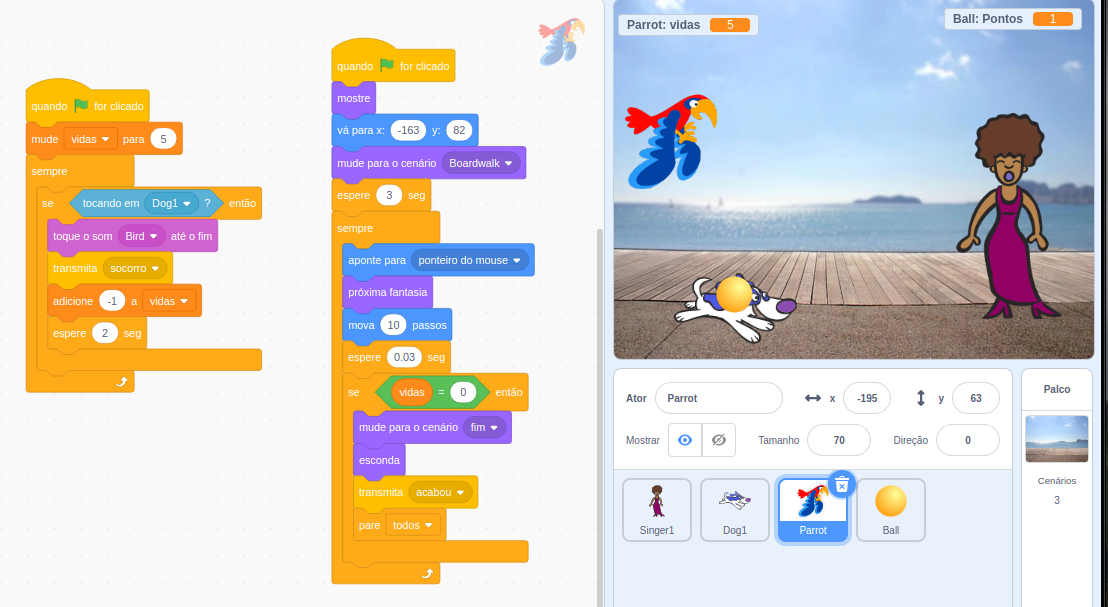 quando for clicado
mude vidas para 5
sempre
se tocando em Dog1 ? então
toque o som Bird até o fim
transmita socorro
adicione -1 a vidas
espere 2 seg
quando for clicado
mostre
vá para x: -163 y: 82
mude para o cenário Boardwalk
espere 3 seg
sempre
aponte para ponteiro do mouse
próxima fantasia
mova 10 passos
espere 0.03 seg
se vidas = 0 então
mude para o cenário fim
esconda
transmita acabou
pare todos
Parrot: vidas 5
Ball: Pontos 1
Ator Parrot x -195 y 63
Mostrar Tamanho 70 Direção 0
Singer1
Dog1
Parrot
Ball
Palco
Cenários
3